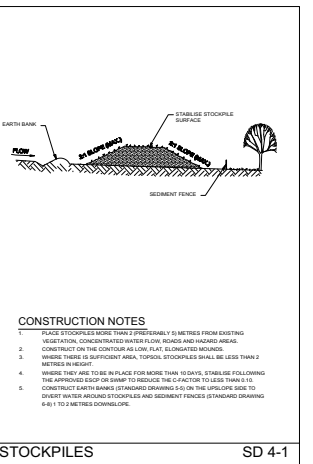 STABILISE STOCKPILE
SURFACE
EARTH BANK
2:1 SLOPE (MAX.)
2:1 SLOPE (MAX.)
FLOW
SEDIMENT FENCE
CONSTRUCTION NOTES
1. PLACE STOCKPILES MORE THAN 2 (PREFERABLY 5) METRES FROM EXISTING
VEGETATION, CONCENTRATED WATER FLOW, ROADS AND HAZARD AREAS.
2. CONSTRUCT ON THE CONTOUR AS LOW, FLAT, ELONGATED MOUNDS.
3. WHERE THERE IS SUFFICIENT AREA, TOPSOIL STOCKPILES SHALL BE LESS THAN 2
METRES IN HEIGHT.
4. WHERE THEY ARE TO BE IN PLACE FOR MORE THAN 10 DAYS, STABILISE FOLLOWING
THE APPROVED ESCP OR SWMP TO REDUCE THE C-FACTOR TO LESS THAN 0.10.
5. CONSTRUCT EARTH BANKS (STANDARD DRAWING 5-5) ON THE UPSLOPE SIDE TO
DIVERT WATER AROUND STOCKPILES AND SEDIMENT FENCES (STANDARD DRAWING
6-8) 1 TO 2 METRES DOWNSLOPE.
STOCKPILES SD 4-1